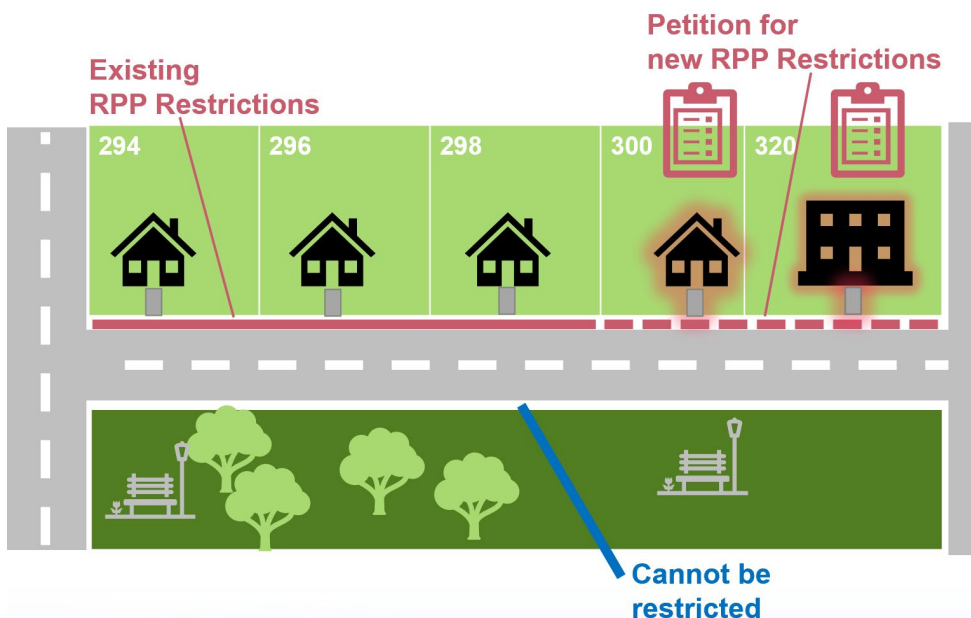 Petition for
new RPP Restrictions
Existing
RPP Restrictions
294
296
298
300
320
Cannot be
restricted